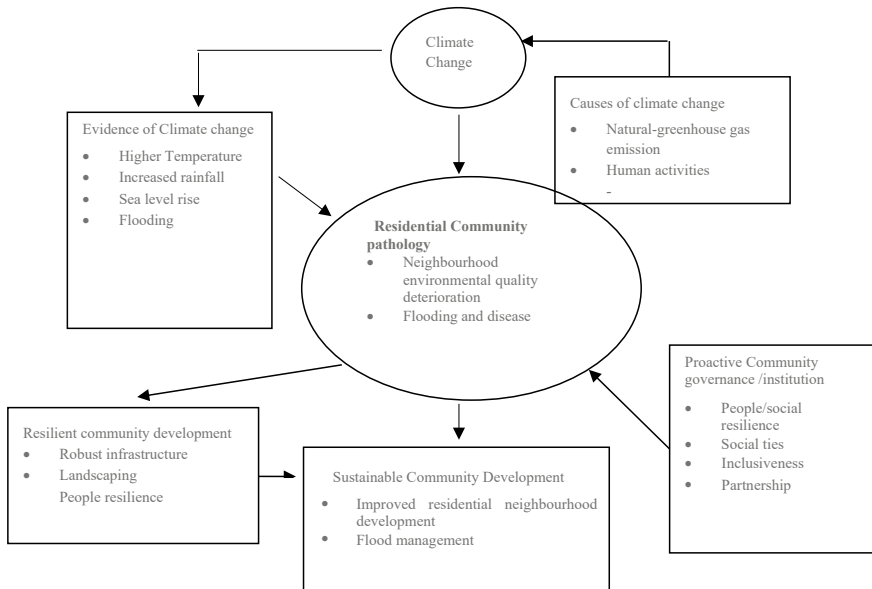 Climate
Change
Causes of climate change
● Natural-greenhouse gas
emission
● Human activities
-
Evidence of Climate change
● Higher Temperature
● Increased rainfall
● Sea level rise
● Flooding
Residential Community
pathology
● Neighbourhood
environmental quality
deterioration
● Flooding and disease
Proactive Community
governance /institution
● People/social
resilience
● Social ties
● Inclusiveness
● Partnership
Resilient community development
● Robust infrastructure
● Landscaping
People resilience
Sustainable Community Development
● Improved residential neighbourhood
development
● Flood management